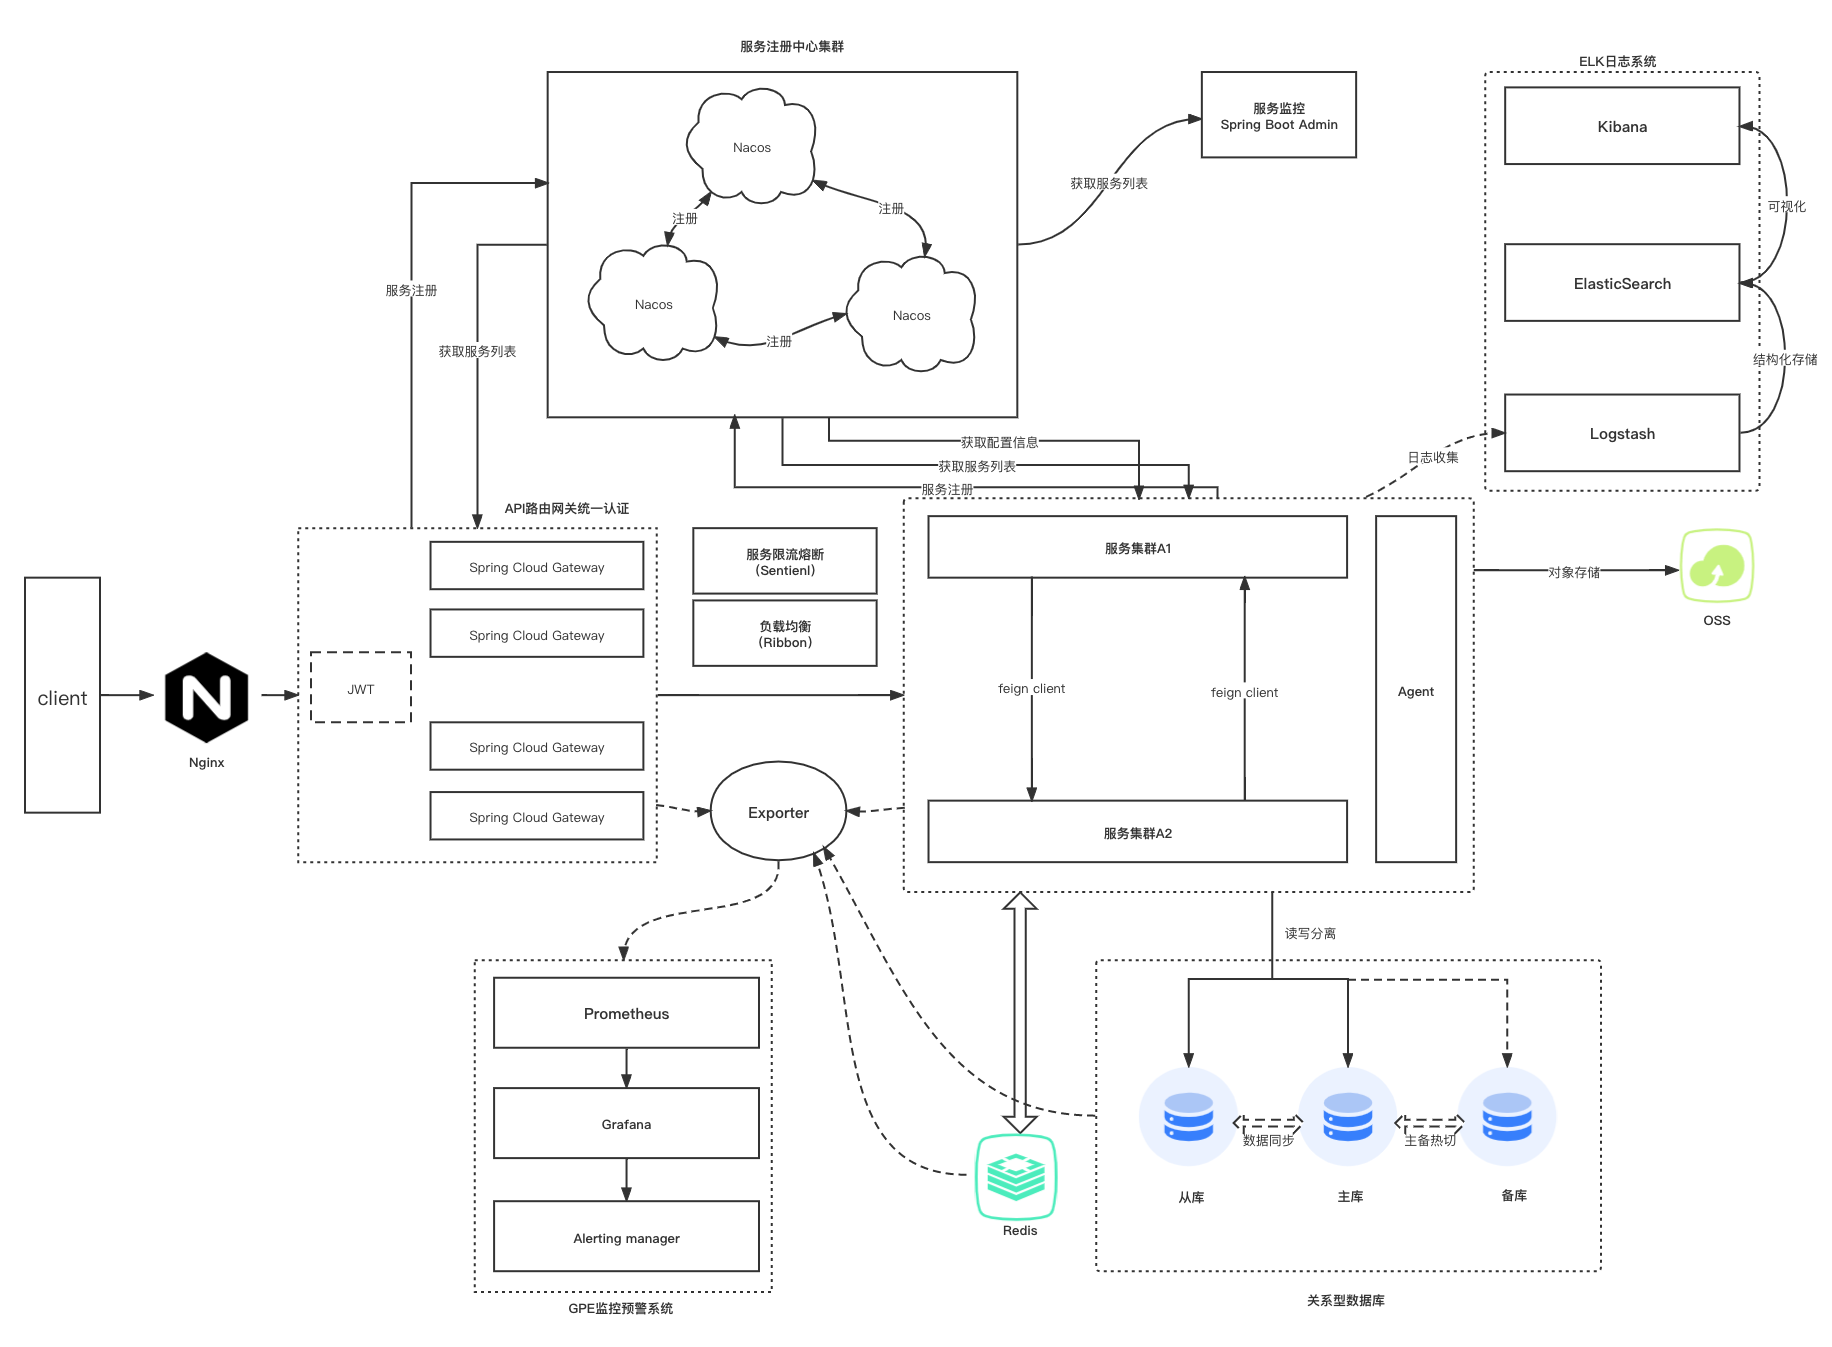 服务注册中心集群
ELK日志系统
服务监控
Spring Boot Admin
Kibana
Nacos
获取服务列表
可视化
注册
注册
服务注册
Nacos
Nacos
ElasticSearch
注册
获取服务列表
结构化存储
获取配置信息
获取服务列表
服务注册
日志收集
Logstash
API路由网关统一认证
Spring Cloud Gateway
服务限流熔断
(Sentienl)
服务集群A1
对象存储
OSS
Spring Cloud Gateway
负载均衡
(Ribbon)
client
Nginx
JWT
feign client
feign client
Agent
Spring Cloud Gateway
Spring Cloud Gateway
Exporter
服务集群A2
读写分离
Prometheus
Grafana
Alerting manager
GPE监控预警系统
Redis
数据同步
主备热切
从库
主库
备库
关系型数据库